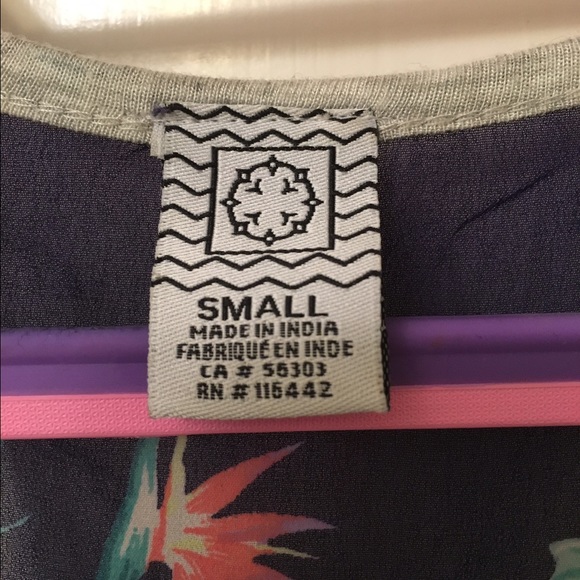 SMALL
MADE IN INDIA
FABRIQUÉ EN INDE
CA # 56303
RN # 116442